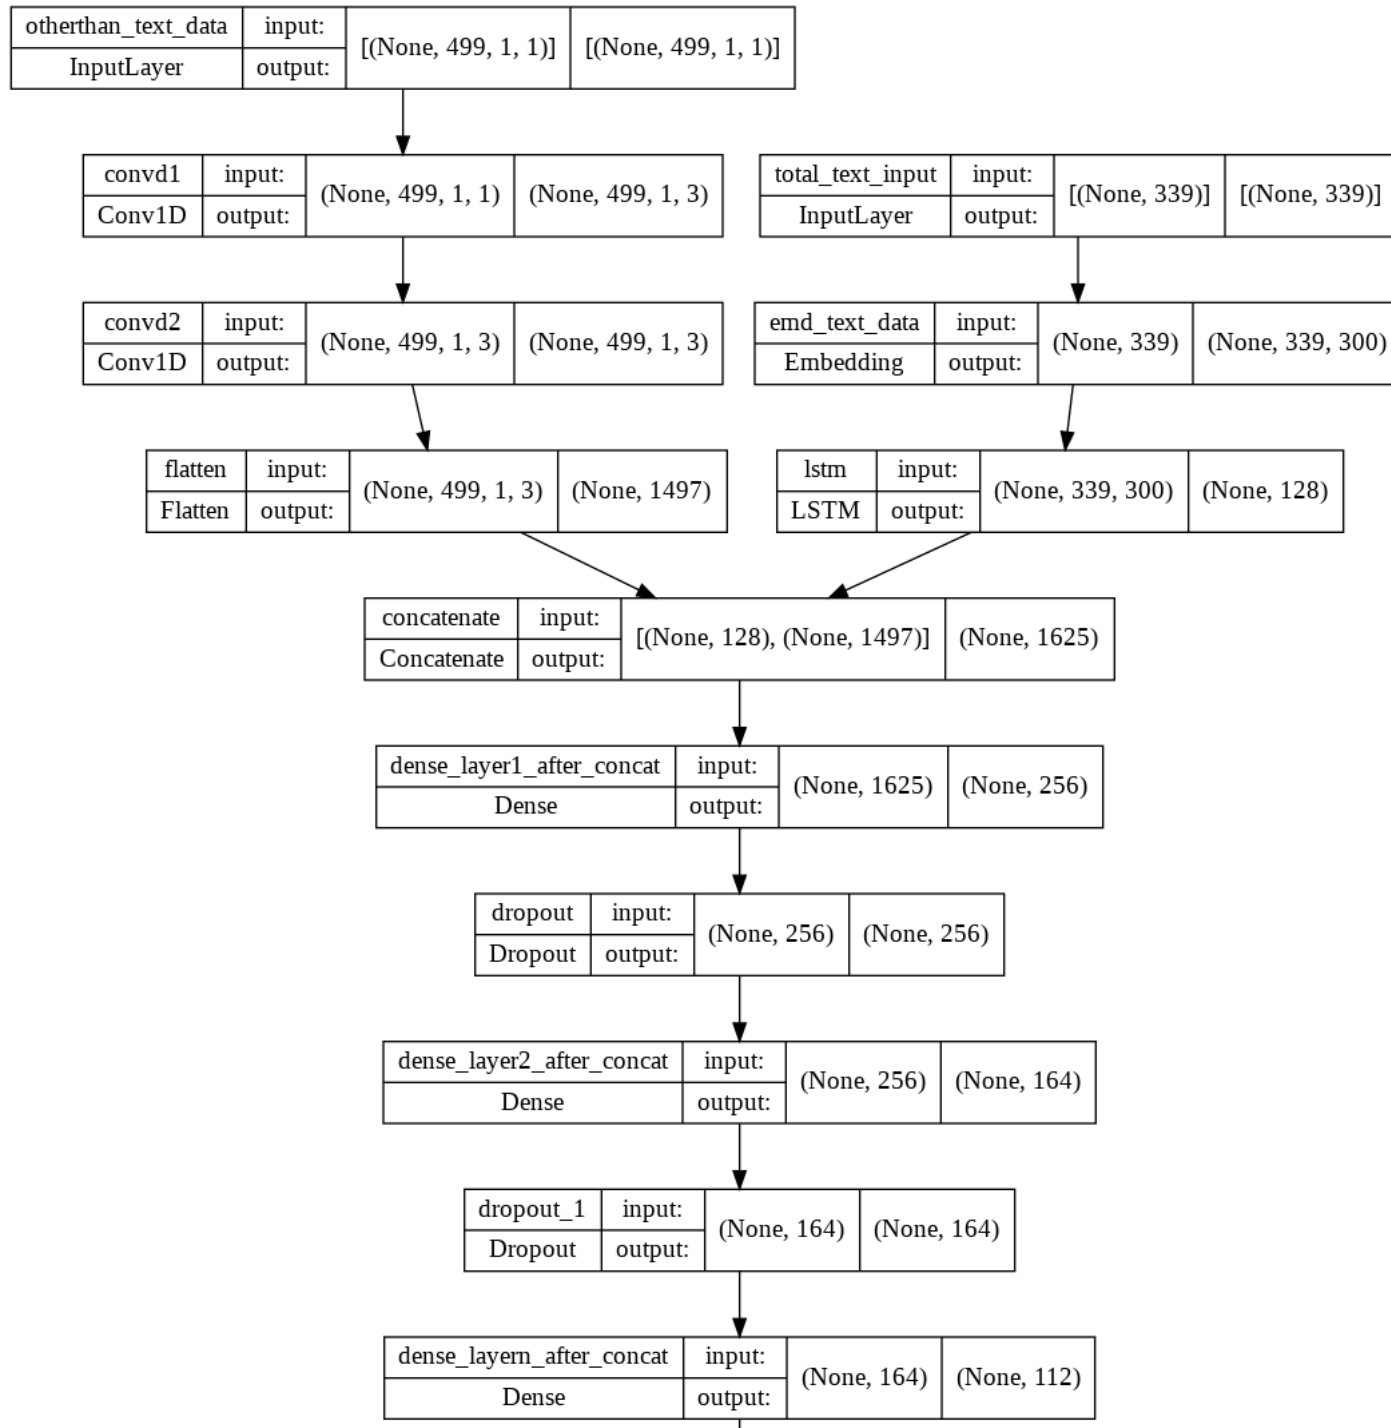 otherthan_text_data input: [(None, 499, 1, 1)] [(None, 499, 1, 1)]
InputLayer output:
convd1 input: (None, 499, 1, 1) (None, 499, 1, 3)
Conv1D output:
total_text_input input: [(None, 339)] [(None, 339)]
InputLayer output:
convd2 input: (None, 499, 1, 3) (None, 499, 1, 3)
Conv1D output:
emd_text_data input: (None, 339) (None, 339, 300)
Embedding output:
flatten input: (None, 499, 1, 3) (None, 1497)
Flatten output:
lstm input: (None, 339, 300) (None, 128)
LSTM output:
concatenate input: [(None, 128), (None, 1497)] (None, 1625)
Concatenate output:
dense_layer1_after_concat input: (None, 1625) (None, 256)
Dense output:
dropout input: (None, 256) (None, 256)
Dropout output:
dense_layer2_after_concat input: (None, 256) (None, 164)
Dense output:
dropout_1 input: (None, 164) (None, 164)
Dropout output:
dense_layern_after_concat input: (None, 164) (None, 112)
Dense output: